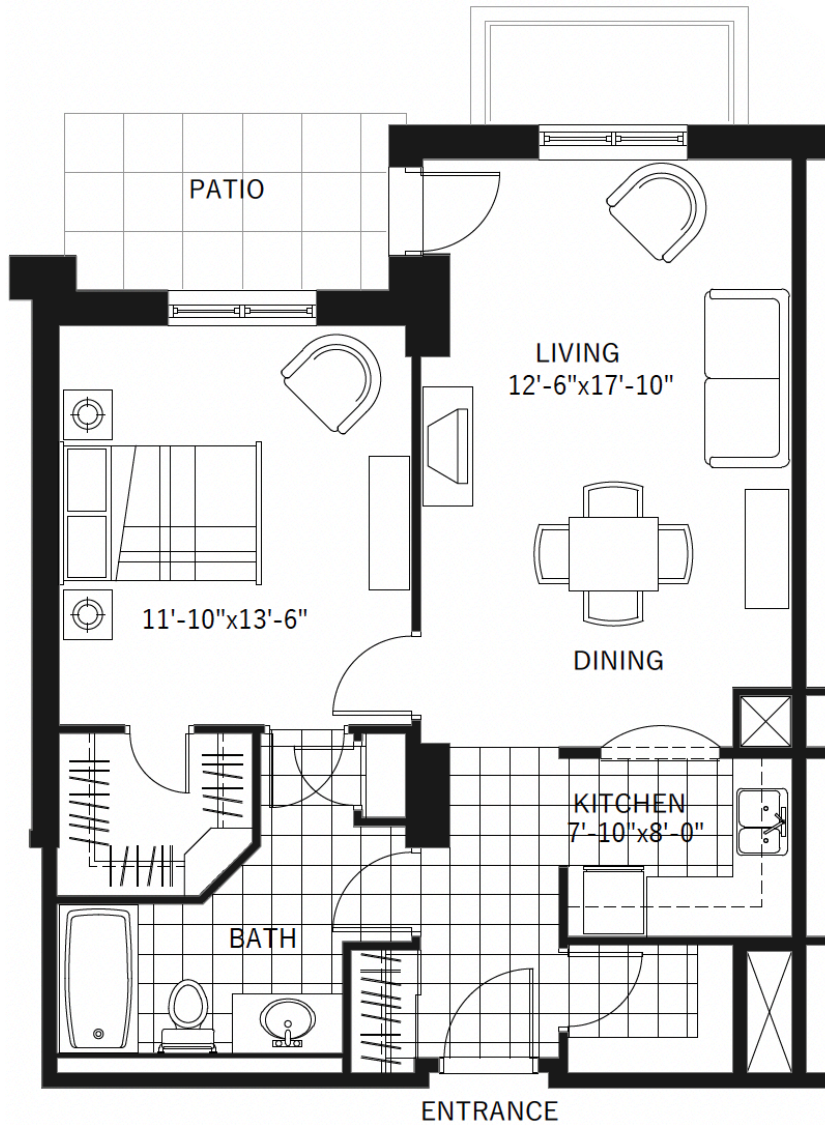 PATIO
LIVING
12'-6"x17'-10"
11'-10"x13'-6"
DINING
KITCHEN
7'-10"x8'-0"
BATH
ENTRANCE